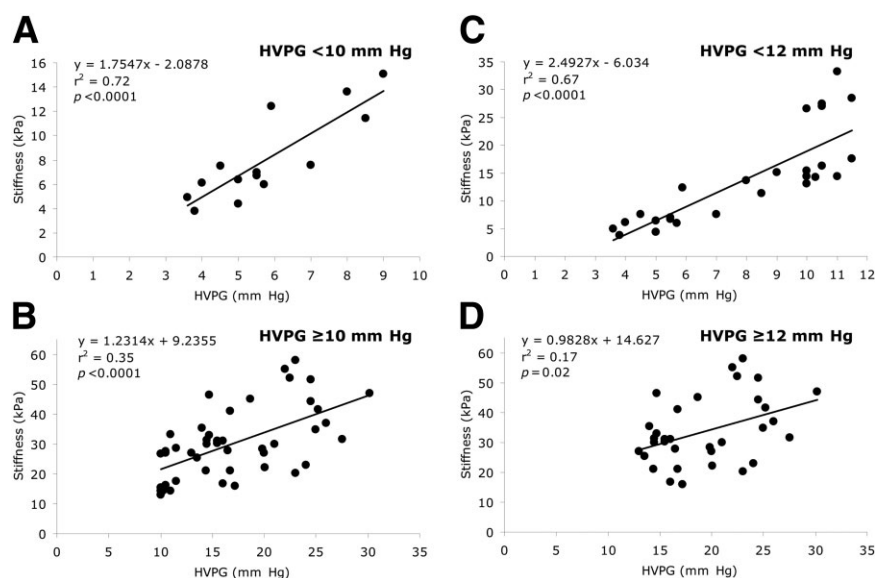 A
HVPG <10 mm Hg
y = 1.7547x - 2.0878
r² = 0.72
p <0.0001
Stiffness (kPa)
16
14
12
10
8
6
4
2
0
0 1 2 3 4 5 6 7 8 9 10
HVPG (mm Hg)
C
HVPG <12 mm Hg
y = 2.4927x - 6.034
r² = 0.67
p <0.0001
Stiffness (kPa)
35
30
25
20
15
10
5
0
0 1 2 3 4 5 6 7 8 9 10 11 12
HVPG (mm Hg)
B
HVPG ≥10 mm Hg
y = 1.2314x + 9.2355
r² = 0.35
p <0.0001
Stiffness (kPa)
60
50
40
30
20
10
0
0 5 10 15 20 25 30 35
HVPG (mm Hg)
D
HVPG ≥12 mm Hg
y = 0.9828x + 14.627
r² = 0.17
p = 0.02
Stiffness (kPa)
60
50
40
30
20
10
0
0 5 10 15 20 25 30 35
HVPG (mm Hg)